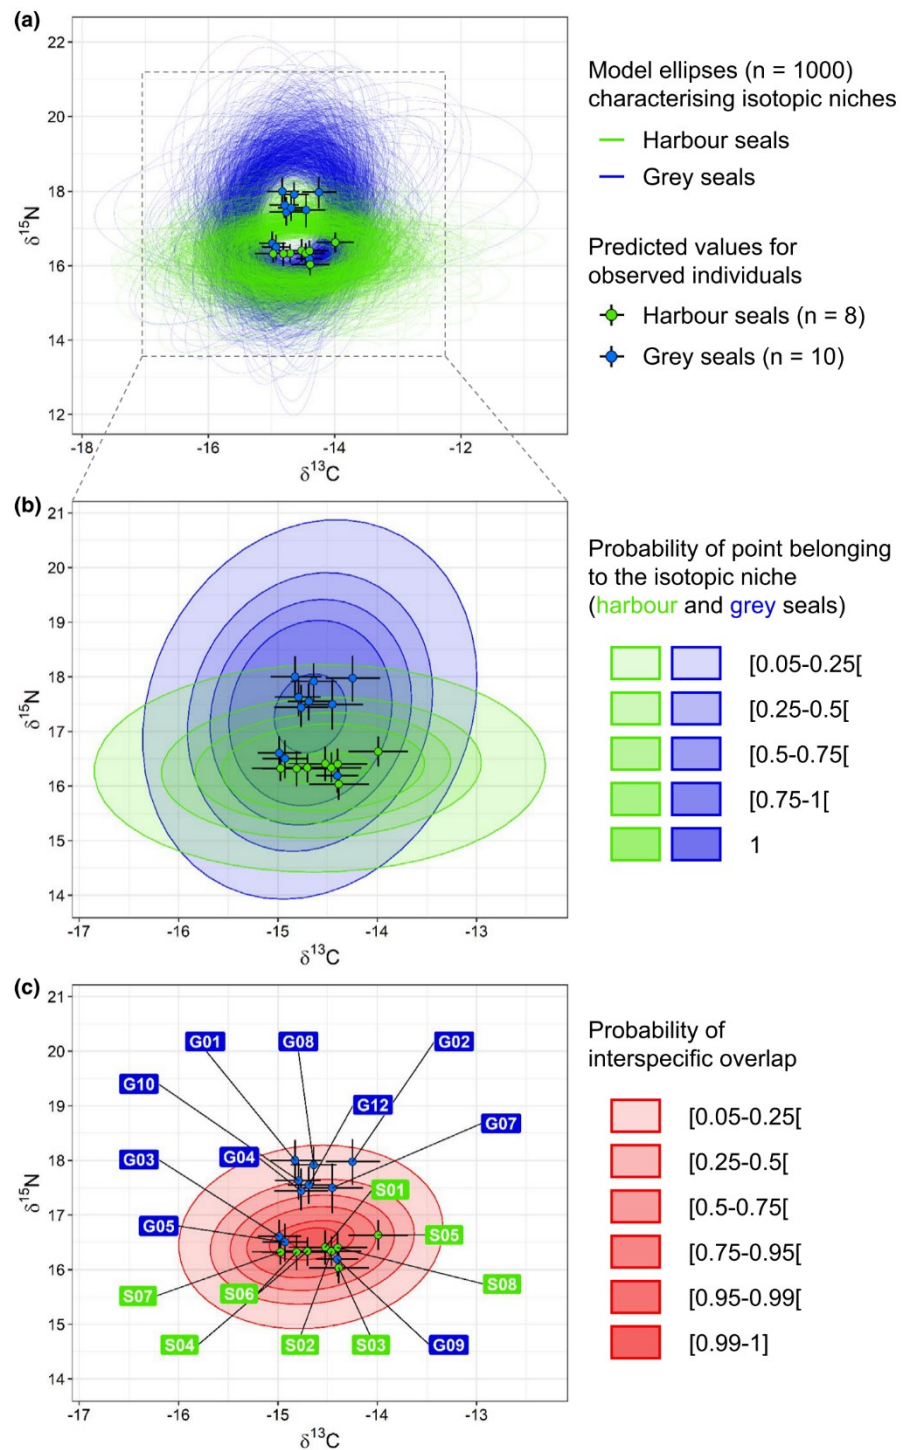 (a)
22
20
18
16
14
12
δ15N
-18
-16
-14
-12
δ13C
Model ellipses (n = 1000)
characterising isotopic niches
Harbour seals
Grey seals
Predicted values for
observed individuals
Harbour seals (n = 8)
Grey seals (n = 10)
(b)
21
20
19
18
17
16
15
14
δ15N
-17
-16
-15
-14
-13
δ13C
Probability of point belonging
to the isotopic niche
(harbour and grey seals)
[0.05-0.25[
[0.25-0.5[
[0.5-0.75[
[0.75-1[
1
(c)
21
20
19
18
17
16
15
14
δ15N
G01
G08
G02
G10
G12
G07
G03
G04
S01
G05
S05
S07
S06
S08
S04
S02
S03
G09
-17
-16
-15
-14
-13
δ13C
Probability of
interspecific overlap
[0.05-0.25[
[0.25-0.5[
[0.5-0.75[
[0.75-0.95[
[0.95-0.99[
[0.99-1]